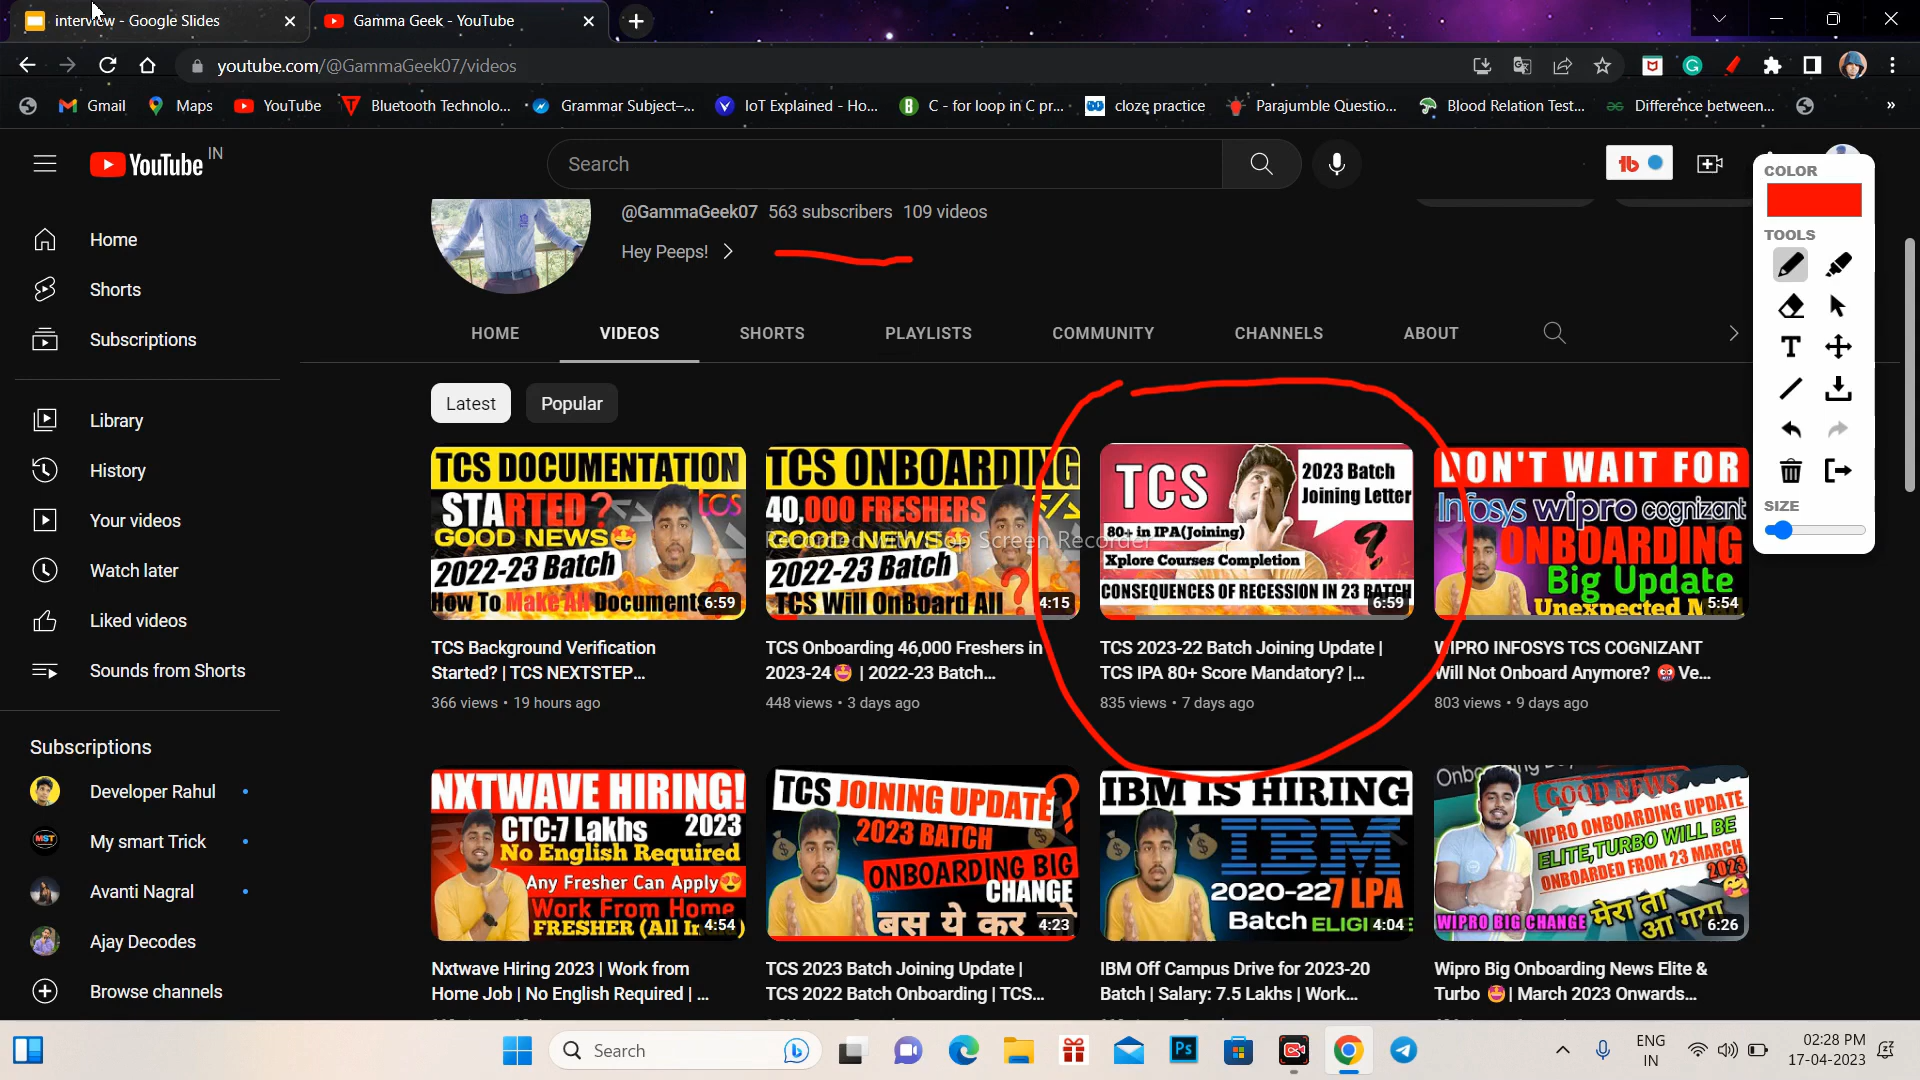 interview - Google Slides
Gamma Geek - YouTube
youtube.com/@GammaGeek07/videos
Gmail
Maps
YouTube
Bluetooth Technolo...
Grammar Subject-...
IoT Explained - Ho...
C - for loop in C pr...
cloze practice
Parajumble Questio...
Blood Relation Test...
Difference between...
YouTube IN
Search
@GammaGeek07 563 subscribers 109 videos
Hey Peeps!
COLOR
TOOLS
SIZE
Home
Shorts
Subscriptions
Library
History
Your videos
Watch later
Liked videos
Sounds from Shorts
Subscriptions
Developer Rahul
My smart Trick
Avanti Nagral
Ajay Decodes
Browse channels
HOME
VIDEOS
SHORTS
PLAYLISTS
COMMUNITY
CHANNELS
ABOUT
Latest
Popular
TCS DOCUMENTATION
STARTED?
tcs
GOOD NEWS
2022-23 Batch
How To Make All Document
6:59
TCS Background Verification
Started? | TCS NEXTSTEP...
366 views • 19 hours ago
TCS ONBOARDING
40,000 FRESHERS
GOOD NEWS
2022-23 Batch
TCS Will OnBoard All ?
4:15
TCS Onboarding 46,000 Freshers in
2023-24🤩 | 2022-23 Batch...
448 views • 3 days ago
Screen Recorder
TCS
2023 Batch
Joining Letter
80+ in IPA(Joining)
?
Xplore Courses Completion
CONSEQUENCES OF RECESSION IN 23 BATCH
6:59
TCS 2023-22 Batch Joining Update |
TCS IPA 80+ Score Mandatory? |...
835 views • 7 days ago
DON'T WAIT FOR
Infosys wipro cognizant
ONBOARDING
Big Update
Unexpected
5:54
WIPRO INFOSYS TCS COGNIZANT
Will Not Onboard Anymore? 😡Ve...
803 views • 9 days ago
NXTWAVE HIRING!
CTC:7 Lakhs 2023
No English Required
Any Fresher Can Apply😍
Work From Home
FRESHER (All
4:54
Nxtwave Hiring 2023 | Work from
Home Job | No English Required | ...
TCS JOINING UPDATE?
2023 BATCH
ONBOARDING BIG
CHANGE
बस ये कर लो
4:23
TCS 2023 Batch Joining Update |
TCS 2022 Batch Onboarding | TCS...
IBM IS HIRING
IBM
2020-22 7 LPA
Batch ELIGI
4:04
IBM Off Campus Drive for 2023-20
Batch | Salary: 7.5 Lakhs | Work...
GOOD NEWS
WIPRO ONBOARDING UPDATE
ELITE,TURBO WILL BE
ONBOARDED FROM 23 MARCH
2023
WIPRO BIG CHANGE मेरा तो
आ गया
6:26
Wipro Big Onboarding News Elite &
Turbo 🤩| March 2023 Onwards...
Search
Ps
ENG
IN
02:28 PM
17-04-2023